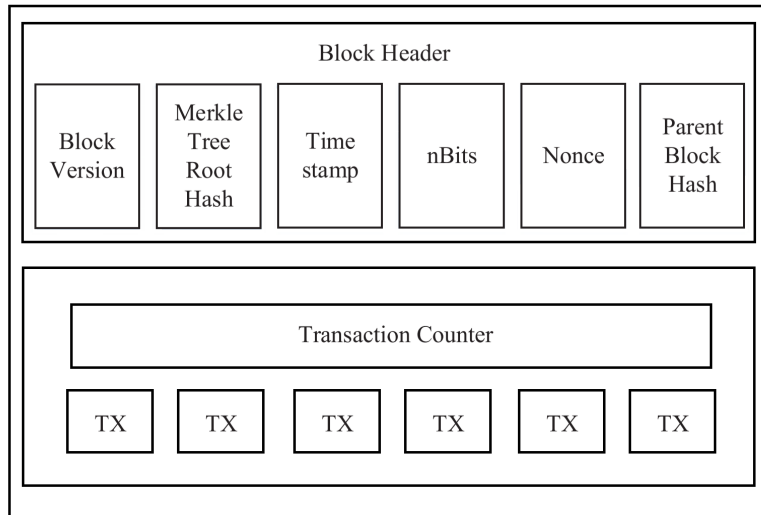 Block Header
Block
Version
Merkle
Tree
Root
Hash
Time
stamp
nBits
Nonce
Parent
Block
Hash
Transaction Counter
TX
TX
TX
TX
TX
TX